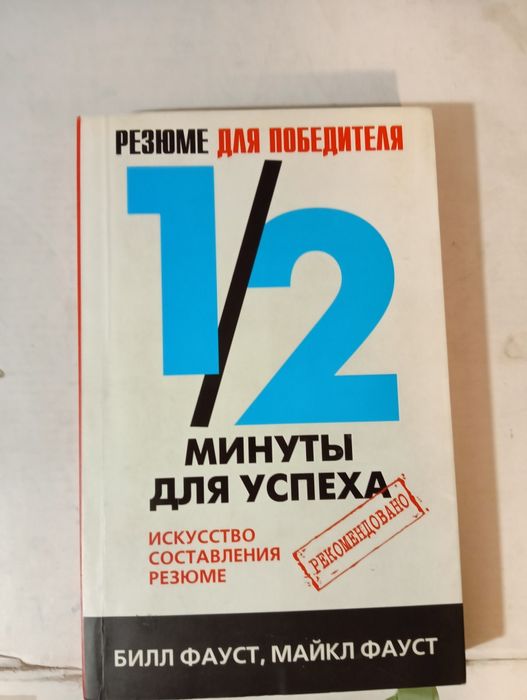 РЕЗЮМЕ ДЛЯ ПОБЕДИТЕЛЯ
1/2
МИНУТЫ
ДЛЯ УСПЕХА
ИСКУССТВО
СОСТАВЛЕНИЯ
РЕЗЮМЕ
РЕКОМЕНДОВАНО
БИЛЛ ФАУСТ, МАЙКЛ ФАУСТ